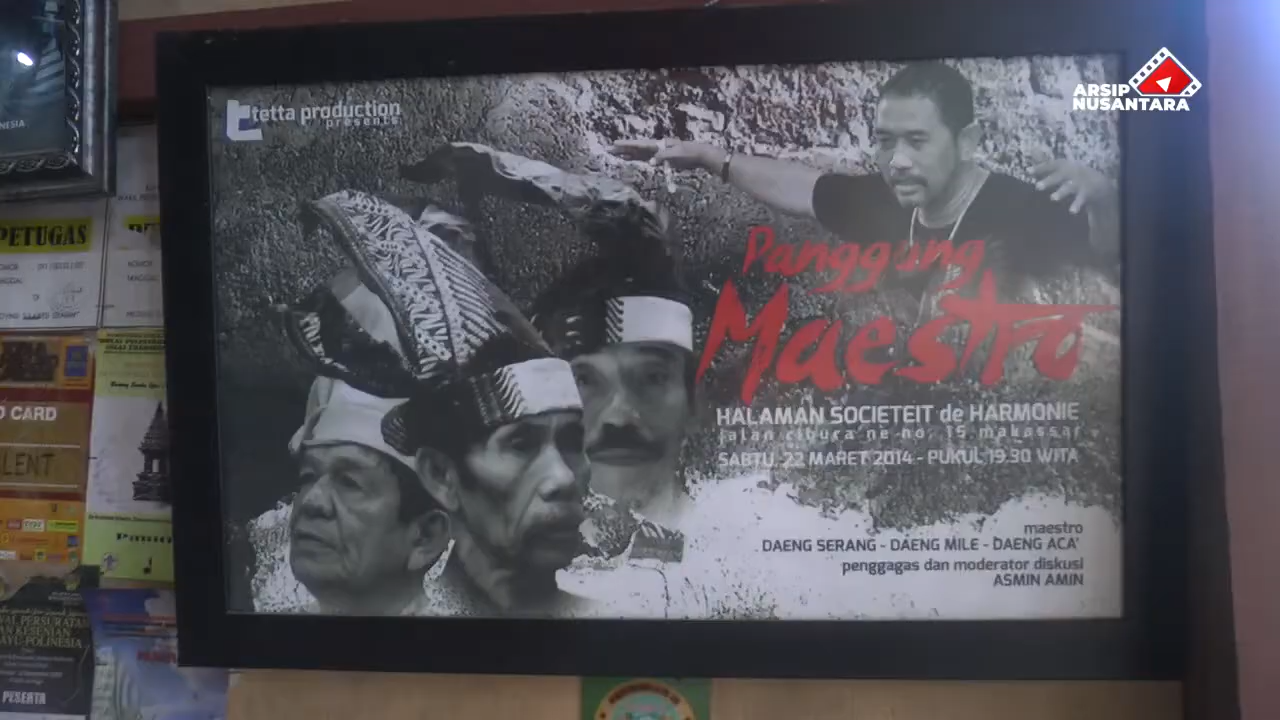 ARSIP
NUSANTARA
tetta production
presents
Panggung
Maestro
HALAMAN SOCIETEIT de HARMONIE
jalan ribura ne no. 15 makassar
SABTU, 22 MARET 2014 - PUKUL 19.30 WITA
maestro
DAENG SERANG - DAENG MILE - DAENG ACA'
penggagas dan moderator diskusi
ASMIN AMIN
PETUGAS
D CARD
LENT
PESERTA